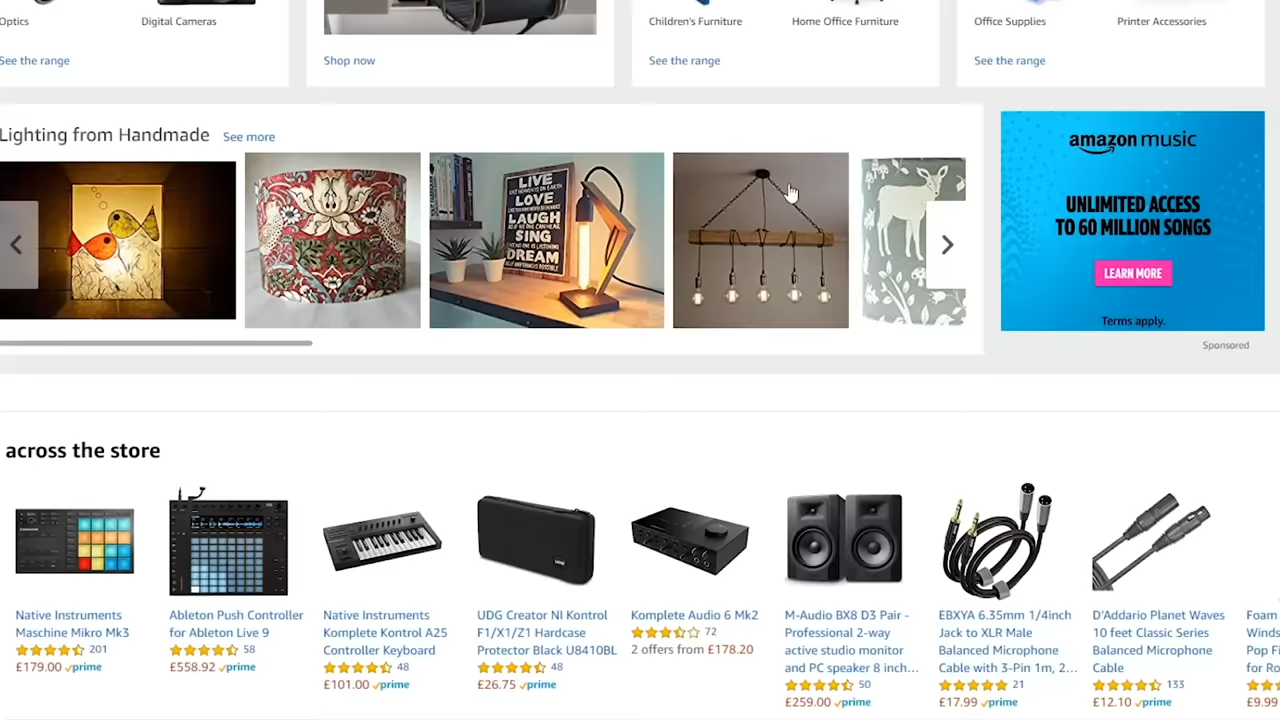 Optics
Digital Cameras
Children's Furniture
Home Office Furniture
Office Supplies
Printer Accessories
See the range
Shop now
See the range
See the range
Lighting from Handmade
See more
LIVE
LOVE
LAUGH
SING
DREAM
amazon music
UNLIMITED ACCESS
TO 60 MILLION SONGS
LEARN MORE
Terms apply.
Sponsored
across the store
Native Instruments
Maschine Mikro Mk3
201
£179.00 prime
Ableton Push Controller
for Ableton Live 9
58
£558.92 prime
Native Instruments
Komplete Kontrol A25
Controller Keyboard
48
£101.00 prime
UDG Creator NI Kontrol
F1/X1/Z1 Hardcase
Protector Black U8410BL
48
£26.75 prime
Komplete Audio 6 Mk2
72
2 offers from £178.20
M-Audio BX8 D3 Pair -
Professional 2-way
active studio monitor
and PC speaker 8 inch...
50
£259.00 prime
EBXYA 6.35mm 1/4inch
Jack to XLR Male
Balanced Microphone
Cable with 3-Pin 1m, 2...
21
£17.99 prime
D'Addario Planet Waves
10 feet Classic Series
Balanced Microphone
Cable
133
£12.10 prime
Foam
Winds
Pop Fi
for Ro
£9.99